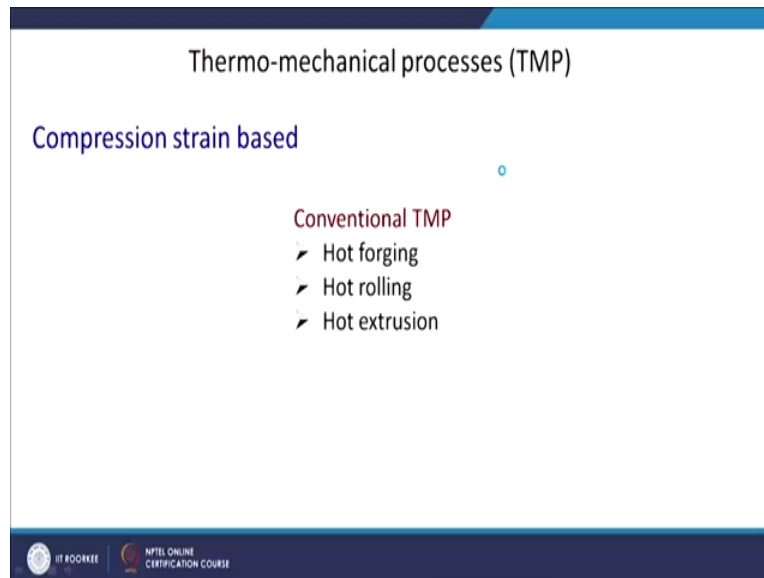 Thermo-mechanical processes (TMP)
Compression strain based
Conventional TMP
➢ Hot forging
➢ Hot rolling
➢ Hot extrusion
IIT ROORKEE
NPTEL ONLINE
CERTIFICATION COURSE